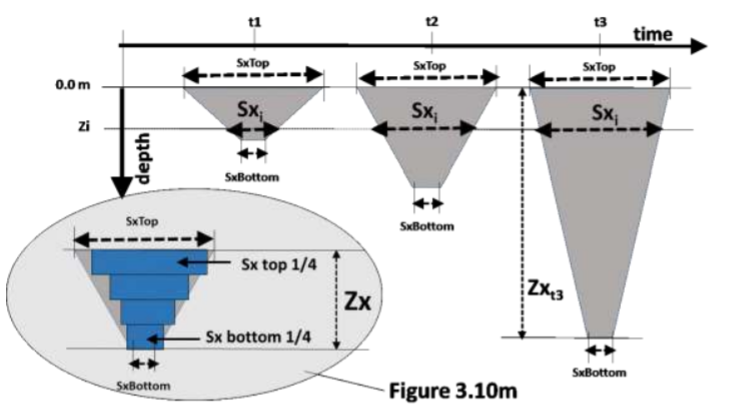 t1
t2
t3
time
SxTop
SxTop
SxTop
0.0 m
Sxi
Sxi
Sxi
Zi
depth
SxBottom
SxBottom
SxTop
Sx top 1/4
Zx
Zxt3
Sx bottom 1/4
SxBottom
SxBottom
Figure 3.10m